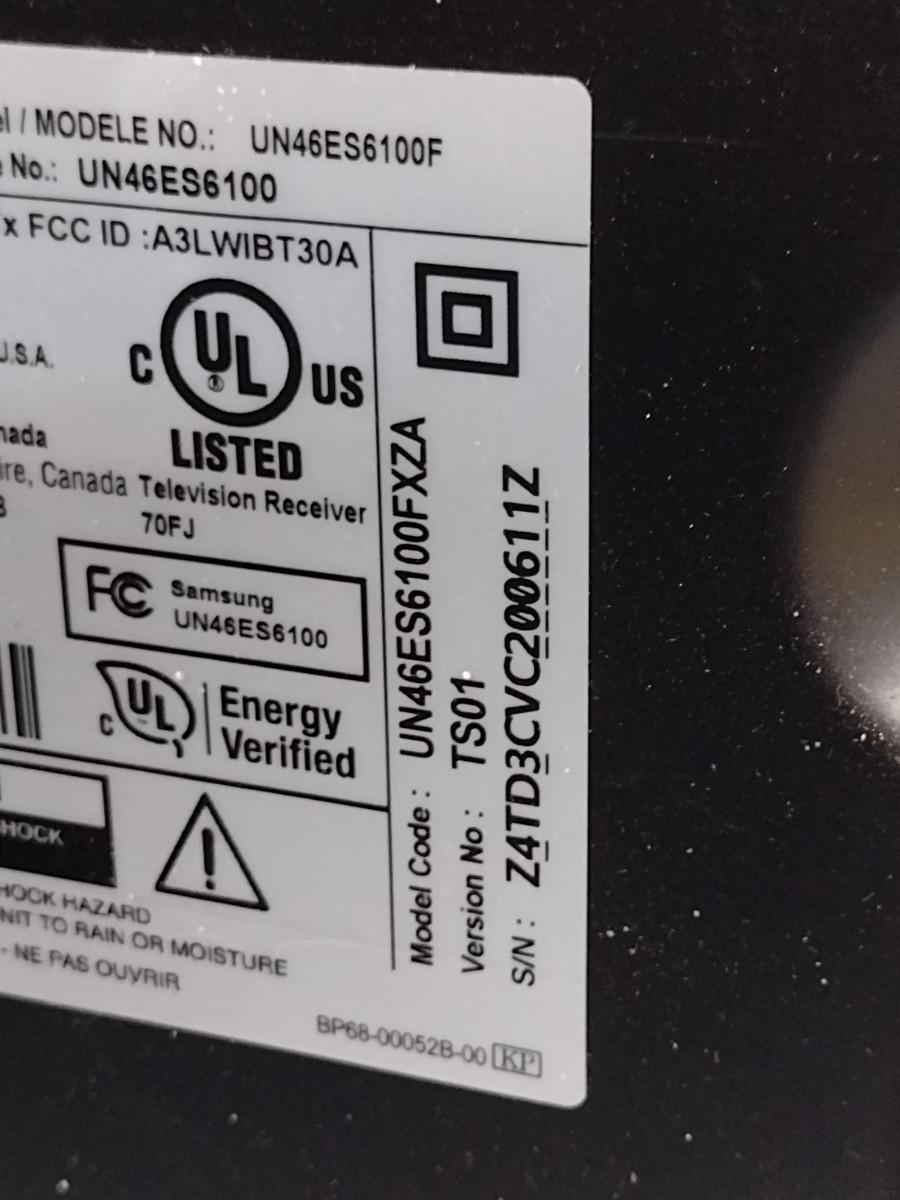 / MODELE NO.: UN46ES6100F
No.: UN46ES6100
x FCC ID :A3LWIBT30A
U.S.A.
C UL ® US
LISTED
Canada Television Receiver
70FJ
FC Samsung
UN46ES6100
C UL Energy
Verified
HOCK
HOCK HAZARD
NIT TO RAIN OR MOISTURE
- NE PAS OUVRIR
BP68-00052B-00 KP
Model Code : UN46ES6100FXZA
Version No : TS01
S/N : Z4TD3CVC200611Z